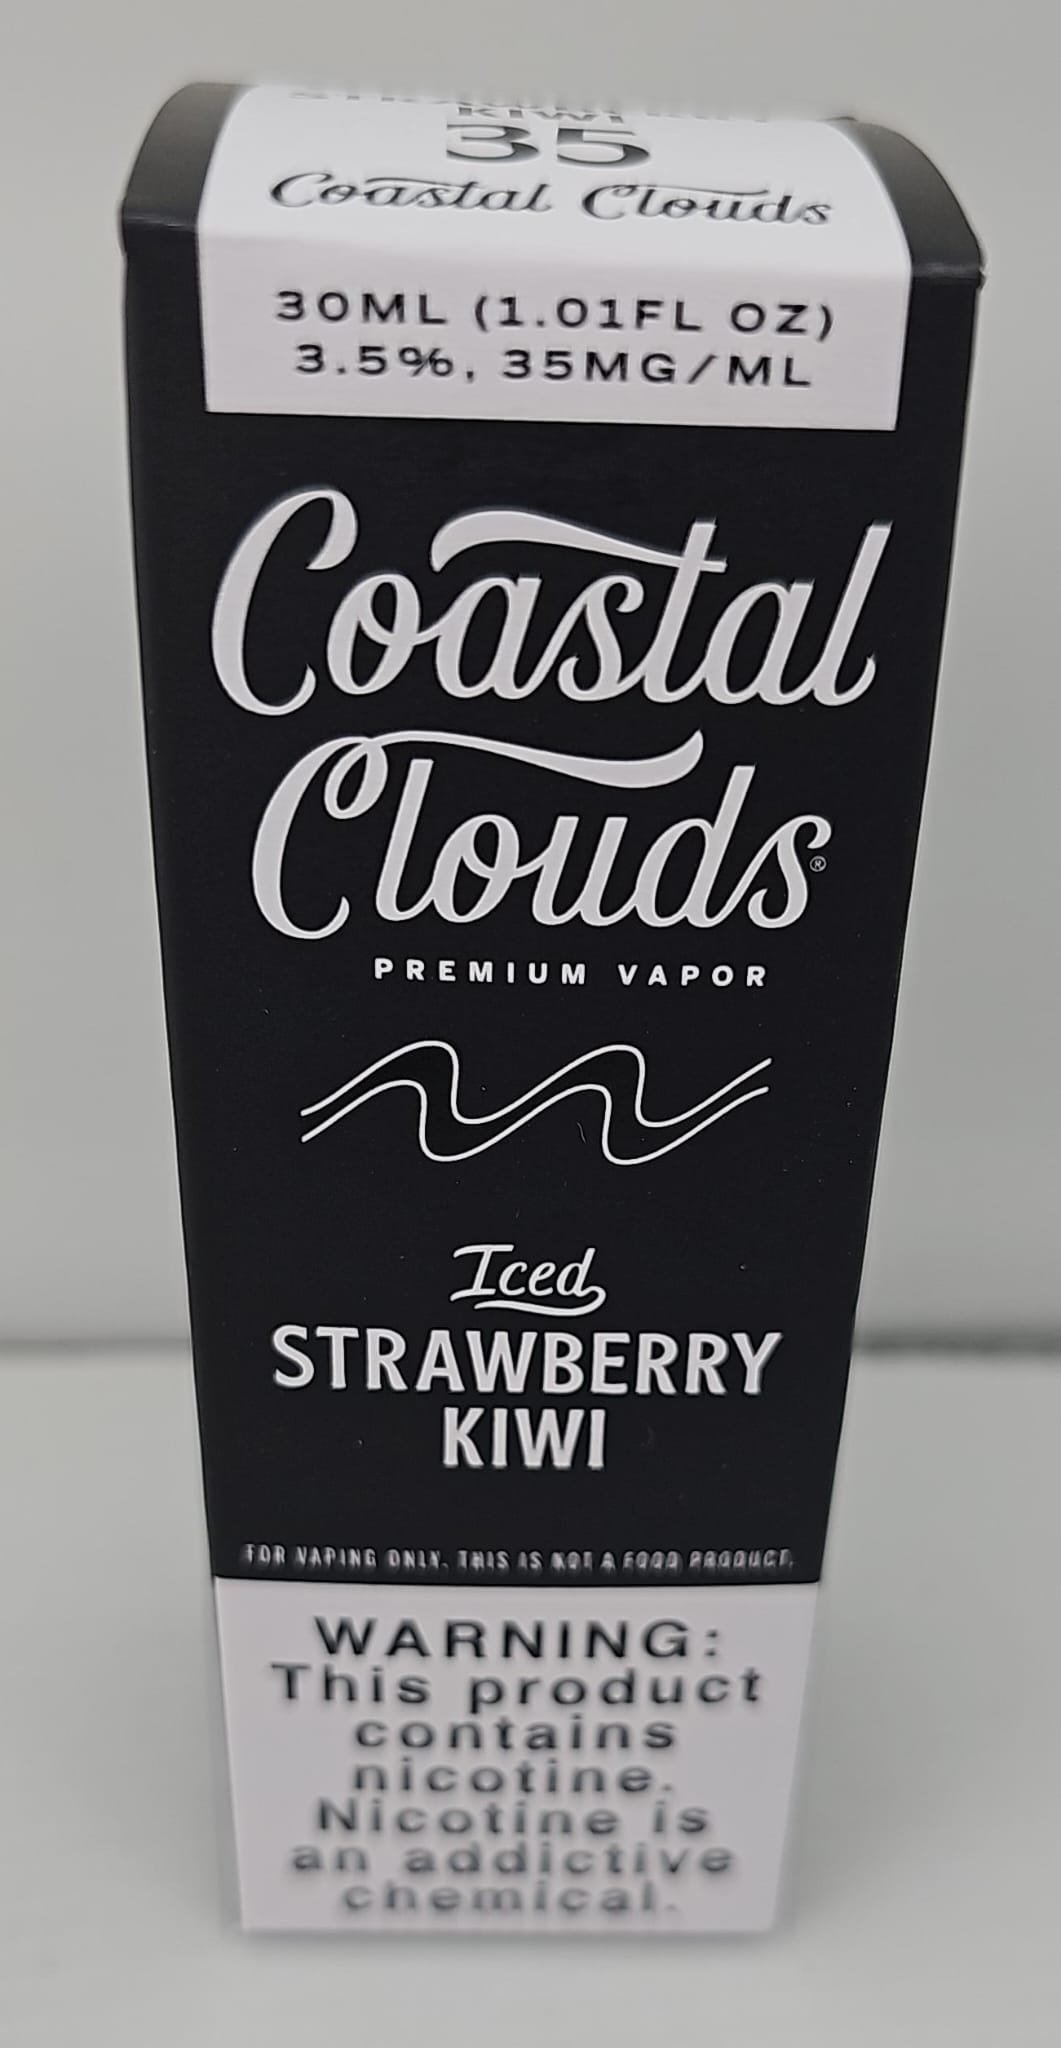 KIWI
35
Coastal Clouds
30ML (1.01FL OZ)
3.5%, 35MG/ML
Coastal
Clouds®
PREMIUM VAPOR
Iced
STRAWBERRY
KIWI
FOR VAPING ONLY. THIS IS NOT A FOOD PRODUCT.
WARNING:
This product
contains
nicotine.
Nicotine is
an addictive
chemical.